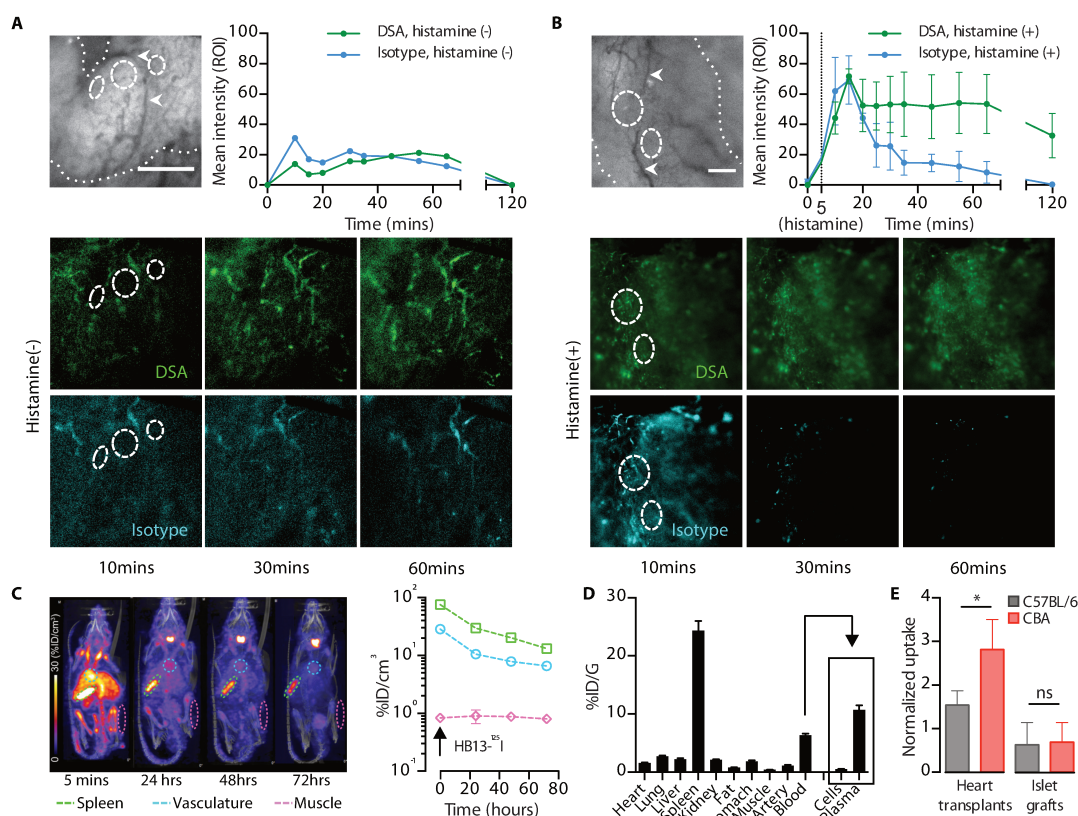 A
100
80
60
40
20
0
Mean intensity (ROI)
DSA, histamine (-)
Isotype, histamine (-)
0
20
40
60
120
Time (mins)
Histamine(-)
DSA
Isotype
10mins
30mins
60mins
B
100
80
60
40
20
0
Mean intensity (ROI)
DSA, histamine (+)
Isotype, histamine (+)
0
5
20
40
60
120
(histamine)
Time (mins)
Histamine(+)
DSA
Isotype
10mins
30mins
60mins
C
30 (%ID/cm³)
0
5 mins
24 hrs
48hrs
72hrs
Spleen
Vasculature
Muscle
10²
10¹
10⁰
10⁻¹
%ID/cm³
HB13-¹²⁵I
0
20
40
60
80
Time (hours)
D
30
20
10
0
%ID/G
Heart
Lung
Liver
Spleen
Kidney
Fat
omach
Muscle
Artery
Blood
Cells
Plasma
E
C57BL/6
CBA
4
3
2
1
0
Normalized uptake
*
ns
Heart
transplants
Islet
grafts